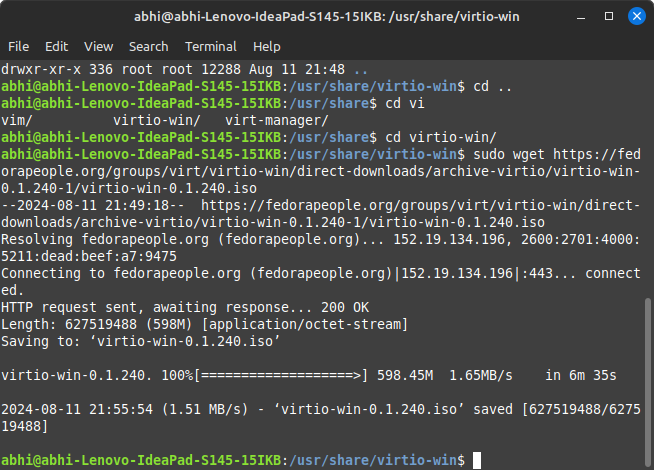 abhi@abhi-Lenovo-IdeaPad-S145-15IKB: /usr/share/virtio-win
File Edit View Search Terminal Help
drwxr-xr-x 336 root root 12288 Aug 11 21:48 ..
abhi@abhi-Lenovo-IdeaPad-S145-15IKB:/usr/share/virtio-win$ cd ..
abhi@abhi-Lenovo-IdeaPad-S145-15IKB:/usr/share$ cd vi
vim/          virtio-win/   virt-manager/
abhi@abhi-Lenovo-IdeaPad-S145-15IKB:/usr/share$ cd virtio-win/
abhi@abhi-Lenovo-IdeaPad-S145-15IKB:/usr/share/virtio-win$ sudo wget https://fed
orapeople.org/groups/virt/virtio-win/direct-downloads/archive-virtio/virtio-win-
0.1.240-1/virtio-win-0.1.240.iso
--2024-08-11 21:49:18--  https://fedorapeople.org/groups/virt/virtio-win/direct-
downloads/archive-virtio/virtio-win-0.1.240-1/virtio-win-0.1.240.iso
Resolving fedorapeople.org (fedorapeople.org)... 152.19.134.196, 2600:2701:4000:
5211:dead:beef:a7:9475
Connecting to fedorapeople.org (fedorapeople.org)|152.19.134.196|:443... connect
ed.
HTTP request sent, awaiting response... 200 OK
Length: 627519488 (598M) [application/octet-stream]
Saving to: ‘virtio-win-0.1.240.iso’
virtio-win-0.1.240. 100%[===================>] 598.45M  1.65MB/s    in 6m 35s
2024-08-11 21:55:54 (1.51 MB/s) - ‘virtio-win-0.1.240.iso’ saved [627519488/6275
19488]
abhi@abhi-Lenovo-IdeaPad-S145-15IKB:/usr/share/virtio-win$